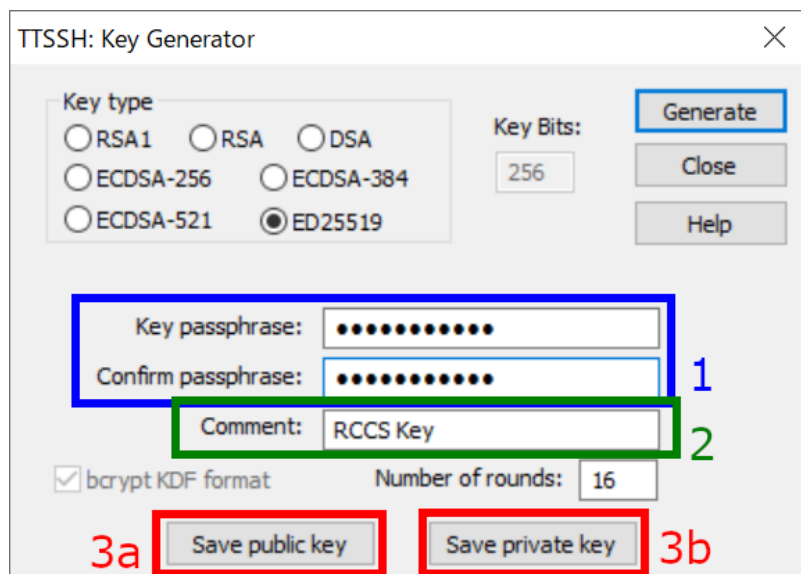 TTSSH: Key Generator
Key type
RSA1 RSA DSA
ECDSA-256 ECDSA-384
ECDSA-521 ED25519
Key Bits:
256
Generate
Close
Help
Key passphrase: ●●●●●●●●●●●
Confirm passphrase: ●●●●●●●●●●●
1
Comment: RCCS Key
2
bcrypt KDF format Number of rounds: 16
3a Save public key Save private key 3b